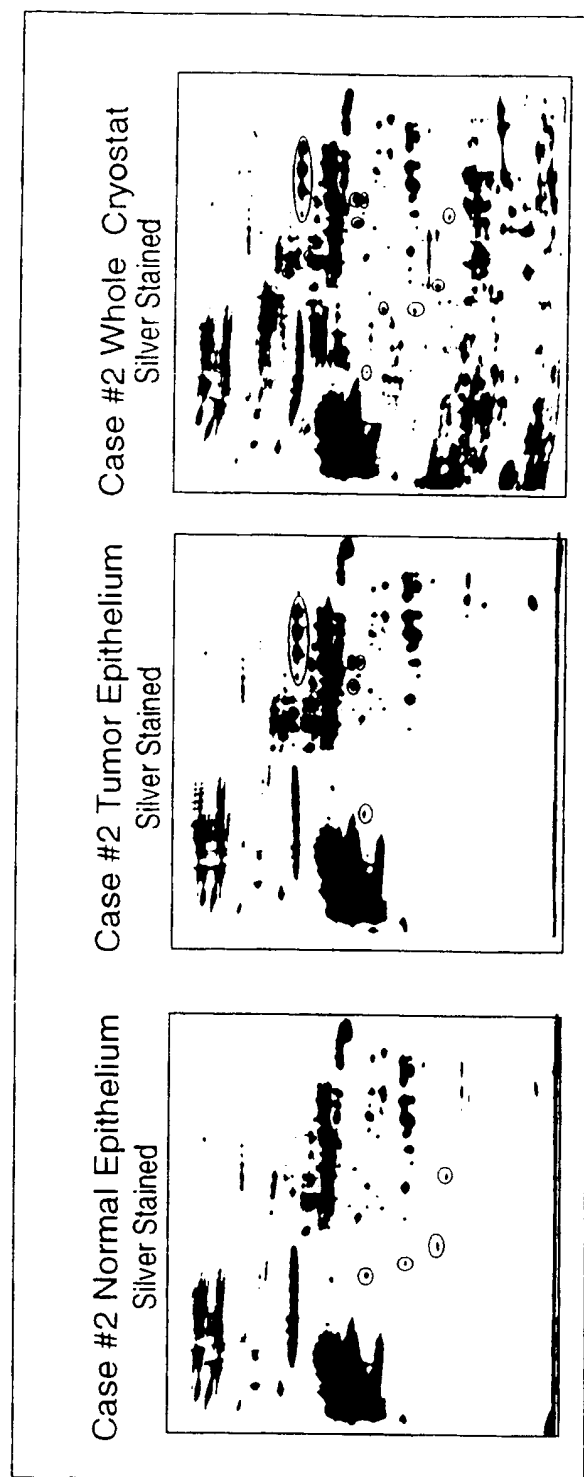 Case #2 Normal Epithelium
Silver Stained
Case #2 Tumor Epithelium
Silver Stained
Case #2 Whole Cryostat
Silver Stained